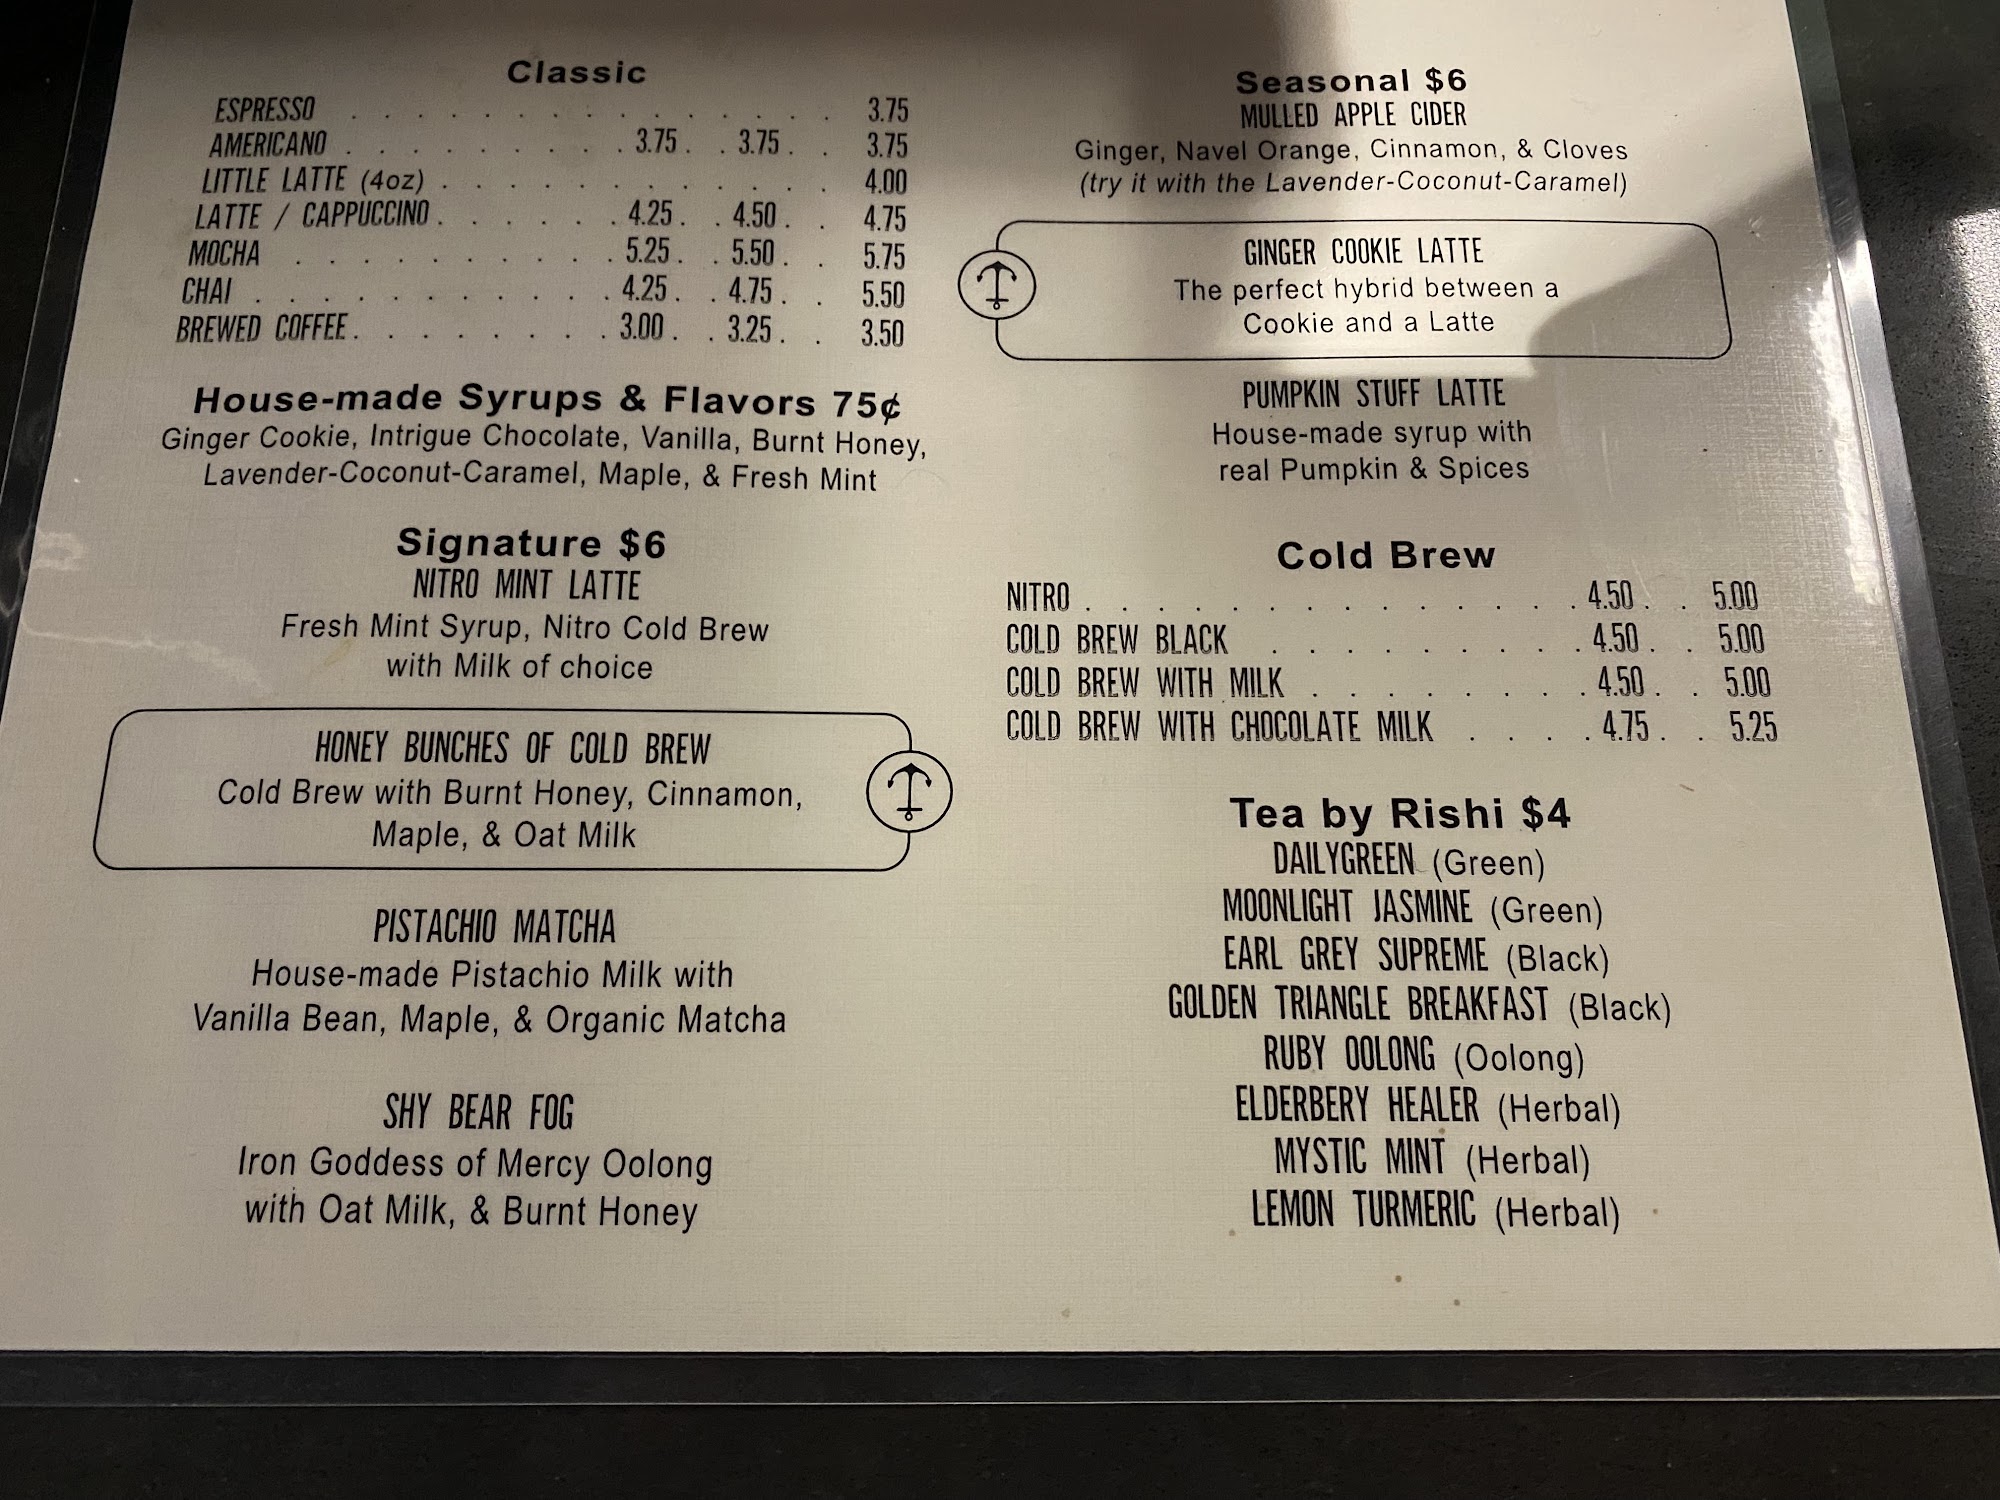 Classic
ESPRESSO . . . . . . . . . . . . . . 3.75
AMERICANO . . . . . . . . . 3.75 . . 3.75 . . 3.75
LITTLE LATTE (4oz) . . . . . . . . . . . . 4.00
LATTE / CAPPUCCINO . . . . . . 4.25 . . 4.50 . . 4.75
MOCHA . . . . . . . . . . 5.25 . . 5.50 . . 5.75
CHAI . . . . . . . . . . . 4.25 . . 4.75 . . 5.50
BREWED COFFEE . . . . . . . . 3.00 . . 3.25 . . 3.50
House-made Syrups & Flavors 75¢
Ginger Cookie, Intrigue Chocolate, Vanilla, Burnt Honey,
Lavender-Coconut-Caramel, Maple, & Fresh Mint
Signature $6
NITRO MINT LATTE
Fresh Mint Syrup, Nitro Cold Brew
with Milk of choice
HONEY BUNCHES OF COLD BREW
Cold Brew with Burnt Honey, Cinnamon,
Maple, & Oat Milk
PISTACHIO MATCHA
House-made Pistachio Milk with
Vanilla Bean, Maple, & Organic Matcha
SHY BEAR FOG
Iron Goddess of Mercy Oolong
with Oat Milk, & Burnt Honey
Seasonal $6
MULLED APPLE CIDER
Ginger, Navel Orange, Cinnamon, & Cloves
(try it with the Lavender-Coconut-Caramel)
GINGER COOKIE LATTE
The perfect hybrid between a
Cookie and a Latte
PUMPKIN STUFF LATTE
House-made syrup with
real Pumpkin & Spices
Cold Brew
NITRO . . . . . . . . . . . . . . 4.50 . . 5.00
COLD BREW BLACK . . . . . . . . . 4.50 . . 5.00
COLD BREW WITH MILK . . . . . . . . 4.50 . . 5.00
COLD BREW WITH CHOCOLATE MILK . . . . 4.75 . . 5.25
Tea by Rishi $4
DAILYGREEN (Green)
MOONLIGHT JASMINE (Green)
EARL GREY SUPREME (Black)
GOLDEN TRIANGLE BREAKFAST (Black)
RUBY OOLONG (Oolong)
ELDERBERY HEALER (Herbal)
MYSTIC MINT (Herbal)
LEMON TURMERIC (Herbal)